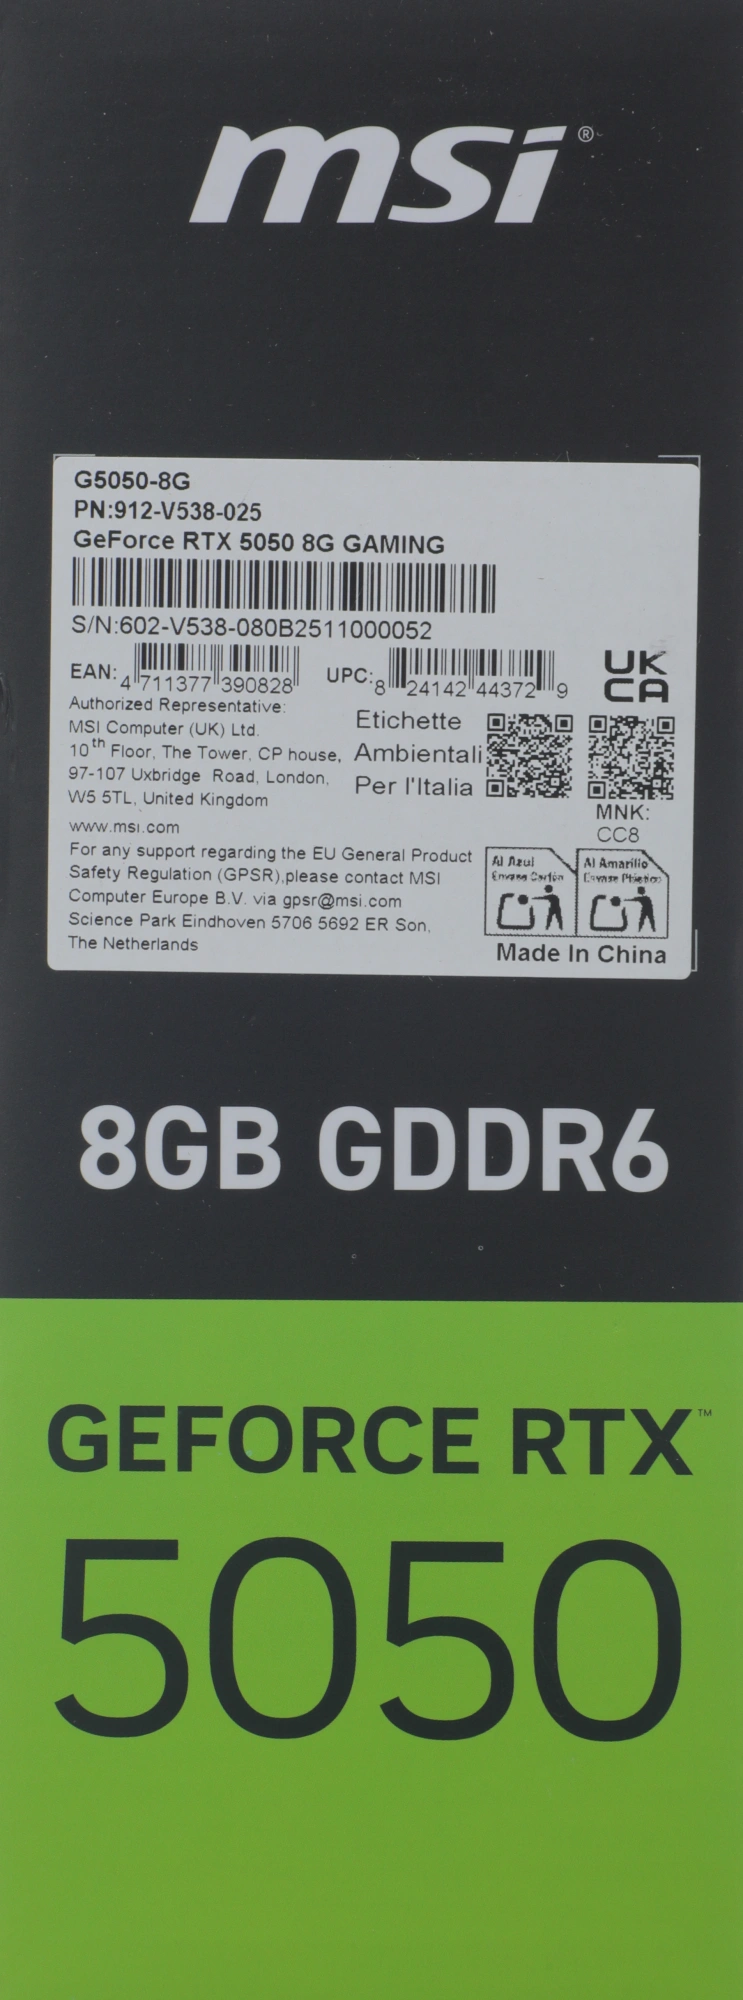 msi®
G5050-8G
PN:912-V538-025
GeForce RTX 5050 8G GAMING
S/N:602-V538-080B2511000052
EAN: 4 711377 390828
UPC: 8 24142 44372 9
UK
CA
Authorized Representative:
MSI Computer (UK) Ltd.
10th Floor, The Tower, CP house,
97-107 Uxbridge Road, London,
W5 5TL, United Kingdom
www.msi.com
For any support regarding the EU General Product
Safety Regulation (GPSR),please contact MSI
Computer Europe B.V. via gpsr@msi.com
Science Park Eindhoven 5706 5692 ER Son,
The Netherlands
Etichette
Ambientali
Per l'Italia
MNK:
CC8
Al Azul
Envase Cartón
Al Amarillo
Envase Plástico
Made In China
8GB GDDR6
GEFORCE RTX™
5050